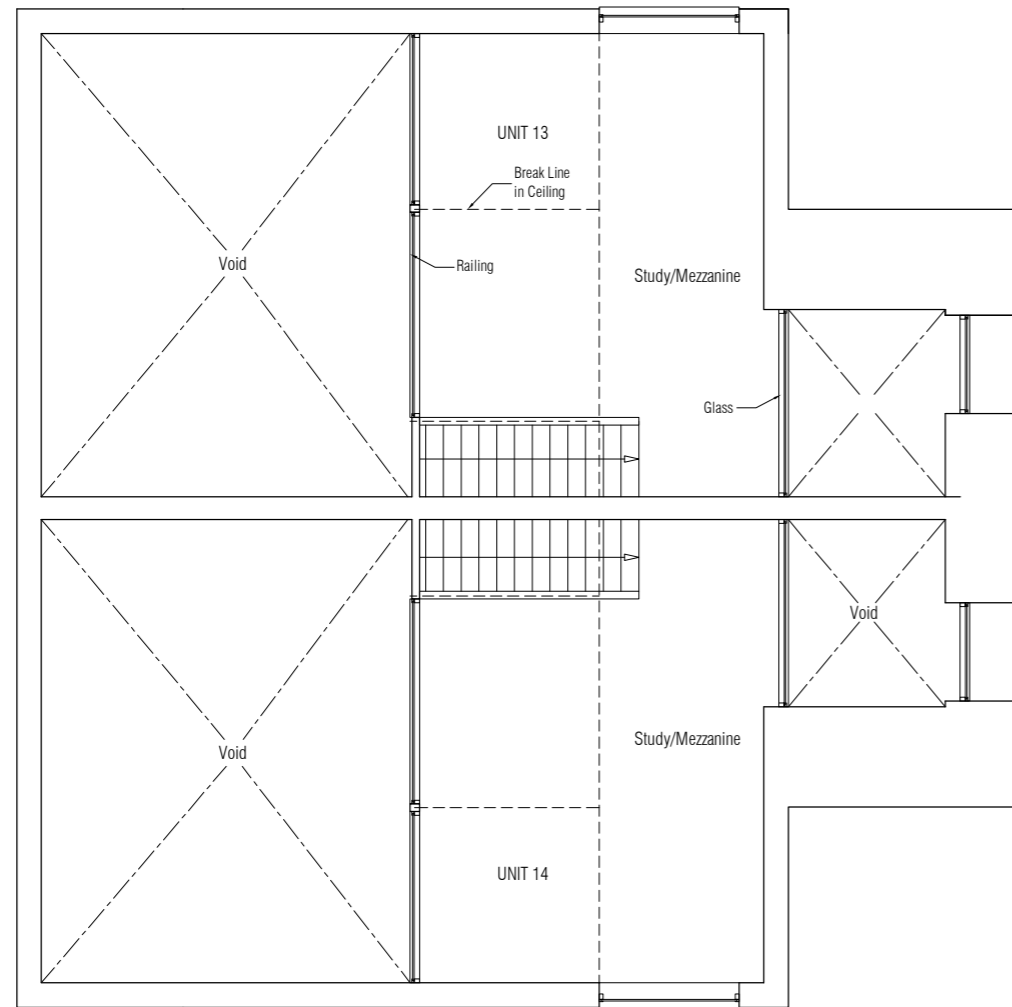 UNIT 13
Break Line
in Ceiling
Void
Railing
Study/Mezzanine
Glass
Void
Study/Mezzanine
Void
UNIT 14